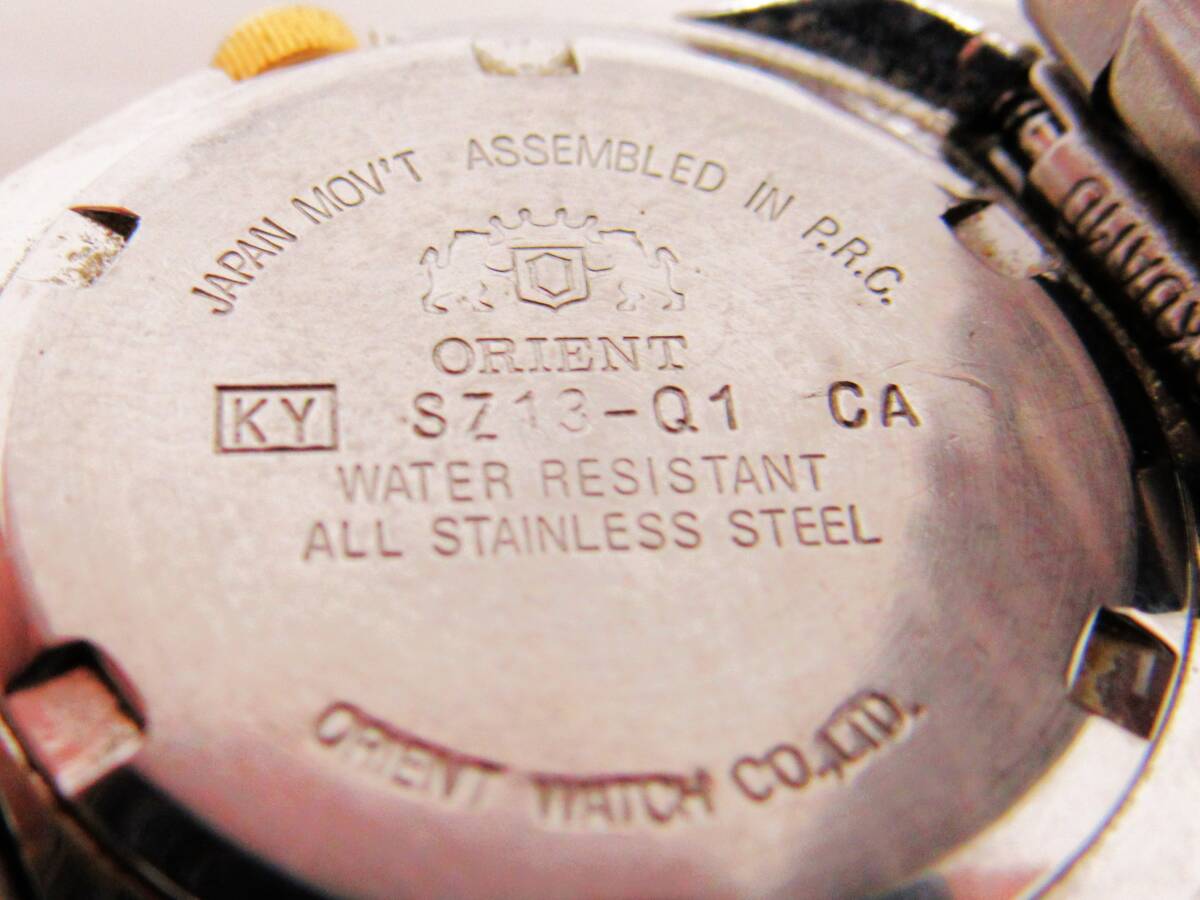 JAPAN MOV'T ASSEMBLED IN P.R.C.
ORIENT
KY SZ13-Q1 CA
WATER RESISTANT
ALL STAINLESS STEEL
ORIENT WATCH CO.,LTD.